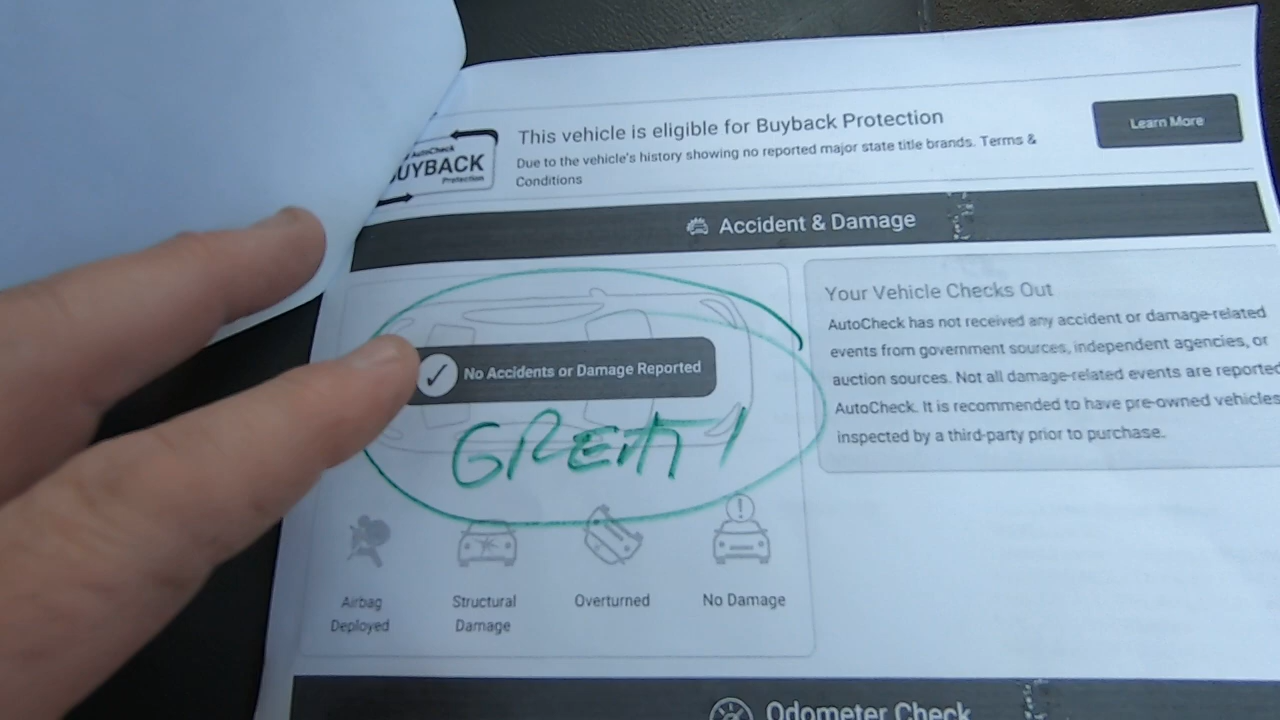 This vehicle is eligible for Buyback Protection
Due to the vehicle's history showing no reported major state title brands. Terms &
Conditions
Learn More
AutoCheck
UYBACK
Protection
Accident & Damage
No Accidents or Damage Reported
GREAT!
Airbag
Deployed
Structural
Damage
Overturned
No Damage
Your Vehicle Checks Out
AutoCheck has not received any accident or damage-related
events from government sources, independent agencies, or
auction sources. Not all damage-related events are reported
AutoCheck. It is recommended to have pre-owned vehicles
inspected by a third-party prior to purchase.
Odometer Check